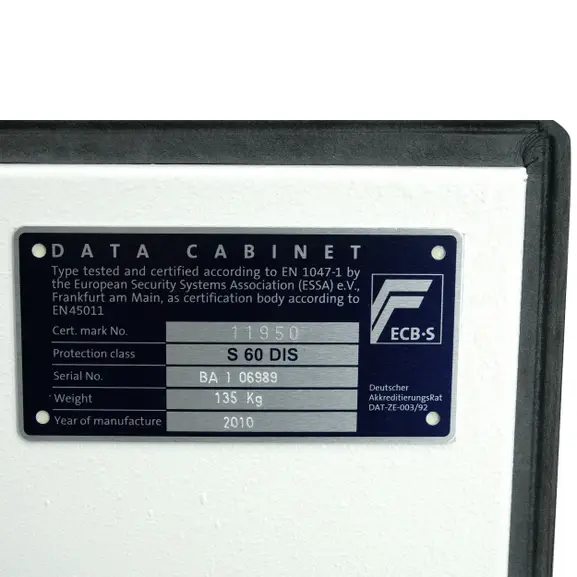 DATA CABINET
Type tested and certified according to EN 1047-1 by
the European Security Systems Association (ESSA) e.V.,
Frankfurt am Main, as certification body according to
EN45011
Cert. mark No. 11950
Protection class S 60 DIS
Serial No. BA 1 06989
Weight 135 Kg
Year of manufacture 2010
ECB·S
Deutscher
AkkreditierungsRat
DAT-ZE-003/92